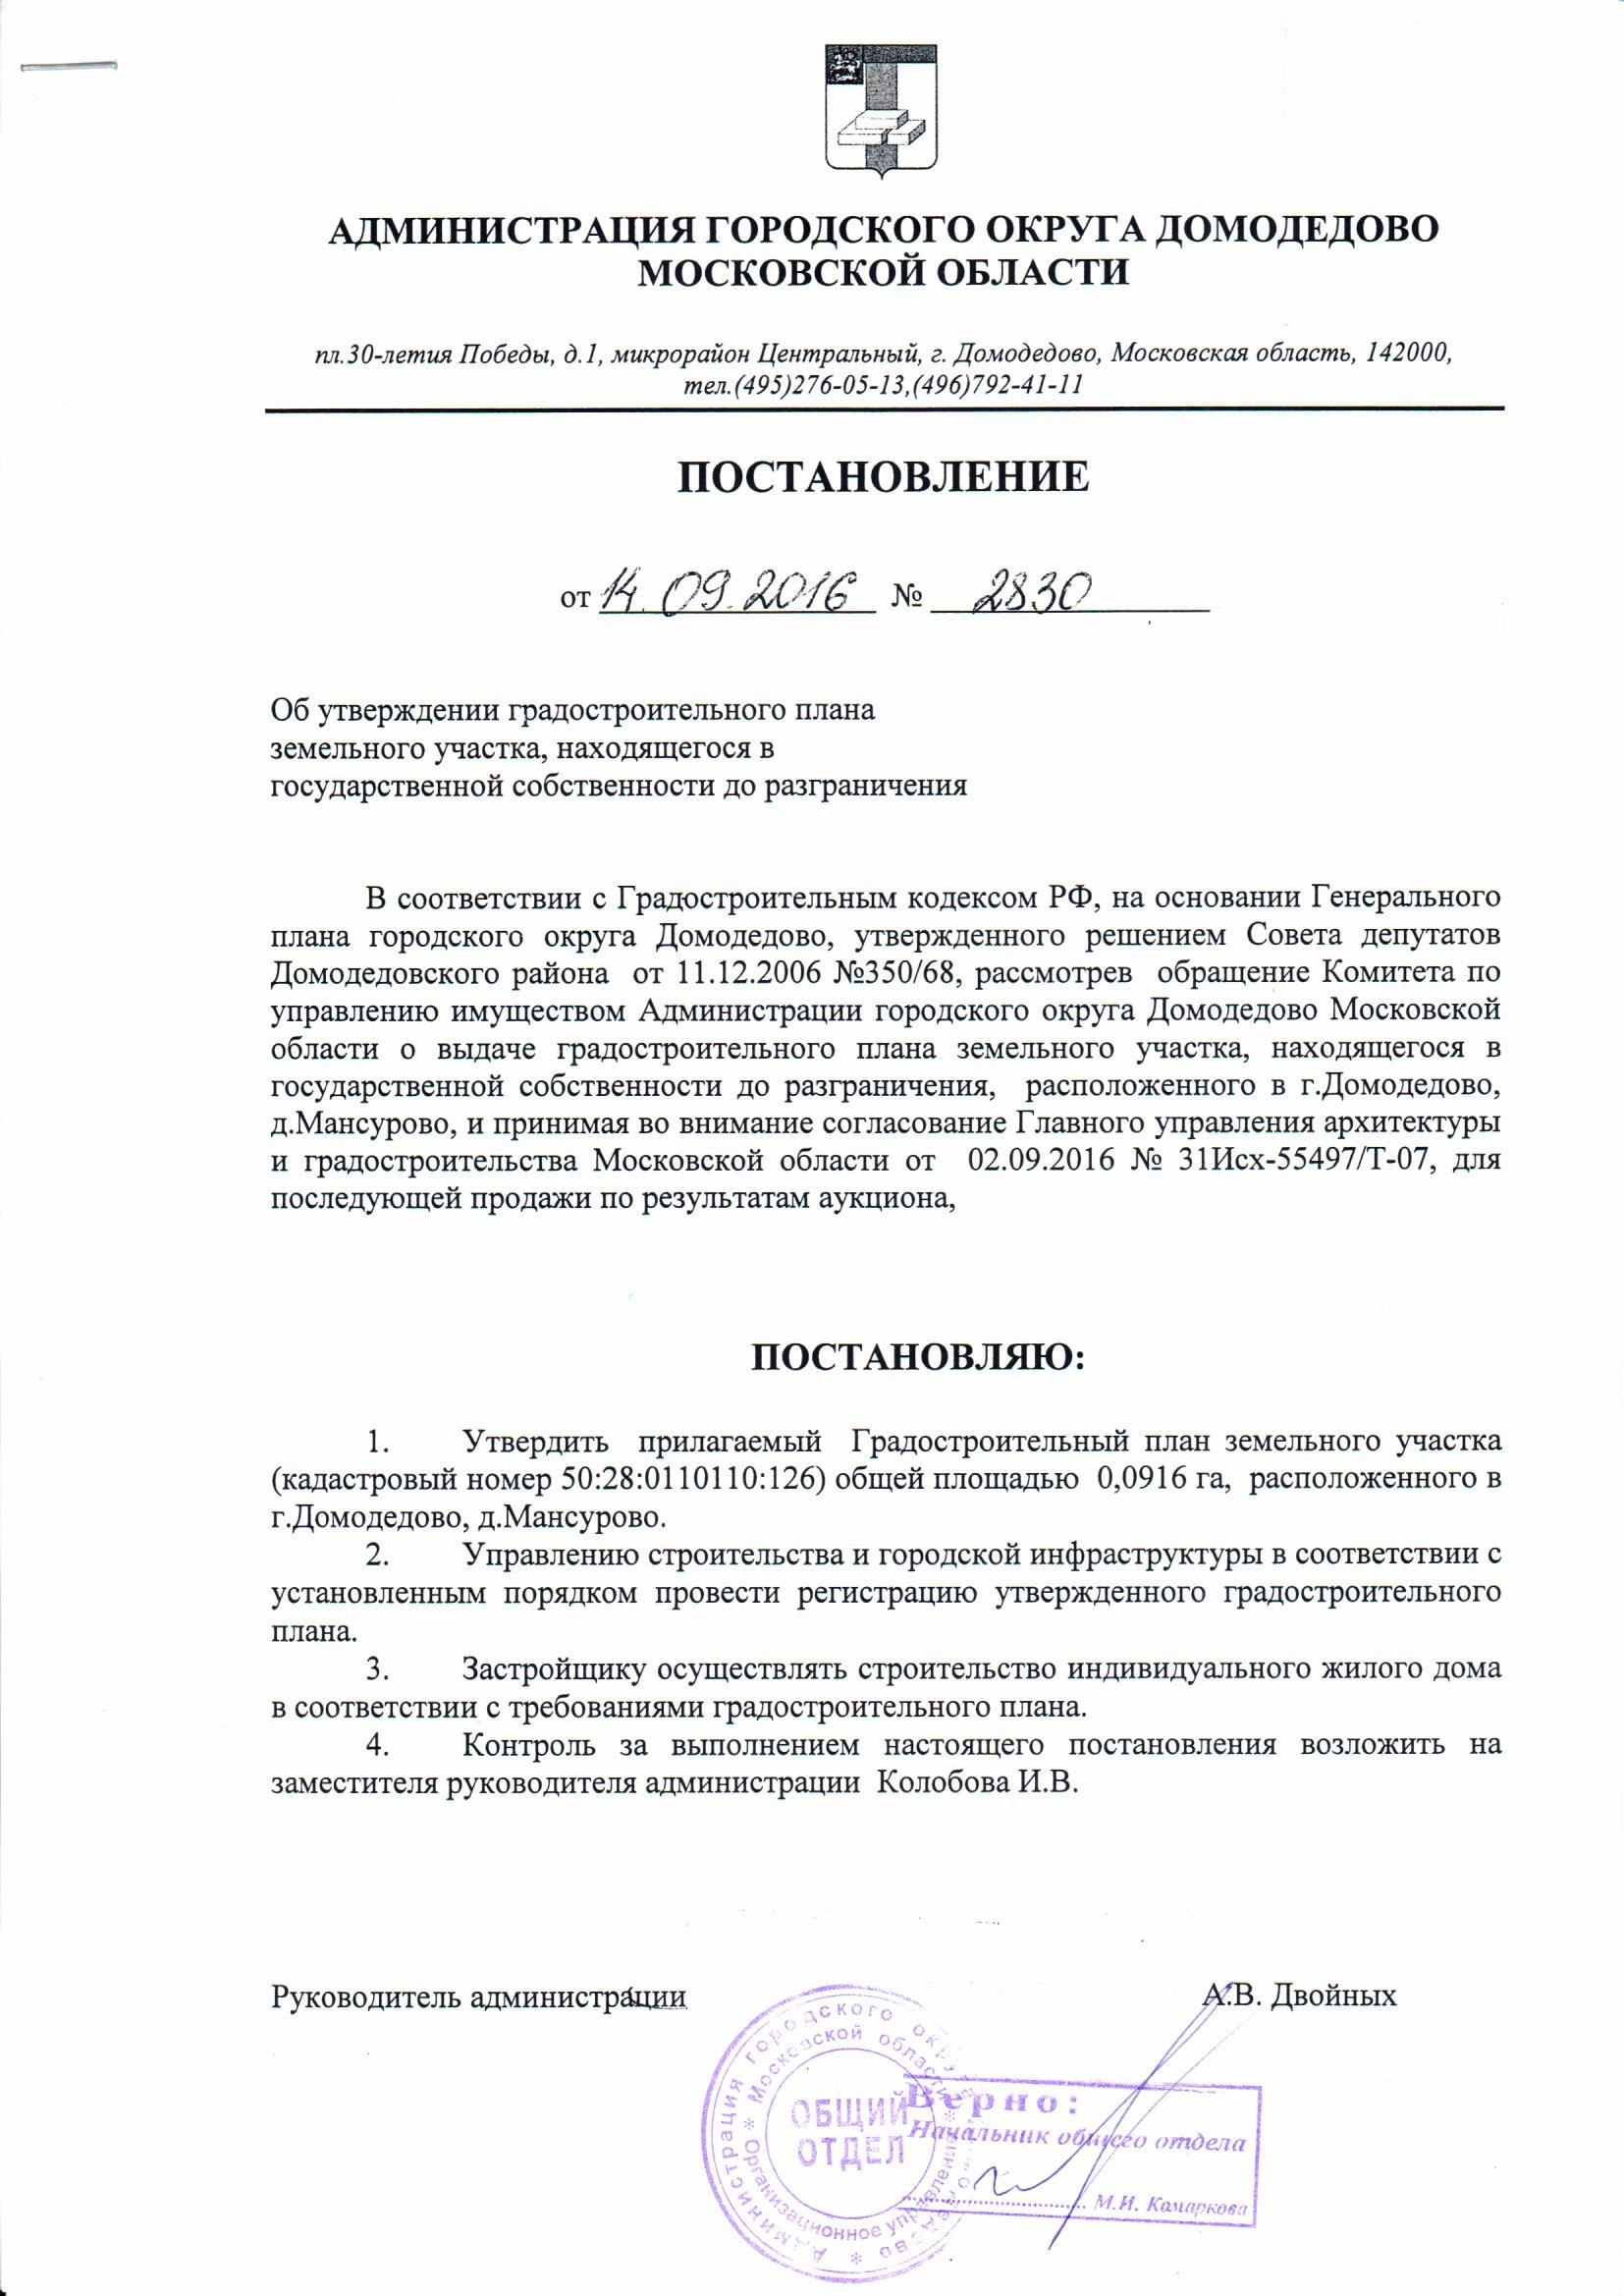 АДМИНИСТРАЦИЯ ГОРОДСКОГО ОКРУГА ДОМОДЕДОВО
МОСКОВСКОЙ ОБЛАСТИ
пл.30-летия Победы, д.1, микрорайон Центральный, г. Домодедово, Московская область, 142000,
тел.(495)276-05-13,(496)792-41-11
ПОСТАНОВЛЕНИЕ
от 14.09.2016 № 2830
Об утверждении градостроительного плана
земельного участка, находящегося в
государственной собственности до разграничения
В соответствии с Градостроительным кодексом РФ, на основании Генерального
плана городского округа Домодедово, утвержденного решением Совета депутатов
Домодедовского района от 11.12.2006 №350/68, рассмотрев обращение Комитета по
управлению имуществом Администрации городского округа Домодедово Московской
области о выдаче градостроительного плана земельного участка, находящегося в
государственной собственности до разграничения, расположенного в г.Домодедово,
д.Мансурово, и принимая во внимание согласование Главного управления архитектуры
и градостроительства Московской области от 02.09.2016 № 31Исх-55497/Т-07, для
последующей продажи по результатам аукциона,
ПОСТАНОВЛЯЮ:
1. Утвердить прилагаемый Градостроительный план земельного участка
(кадастровый номер 50:28:0110110:126) общей площадью 0,0916 га, расположенного в
г.Домодедово, д.Мансурово.
2. Управлению строительства и городской инфраструктуры в соответствии с
установленным порядком провести регистрацию утвержденного градостроительного
плана.
3. Застройщику осуществлять строительство индивидуального жилого дома
в соответствии с требованиями градостроительного плана.
4. Контроль за выполнением настоящего постановления возложить на
заместителя руководителя администрации Колобова И.В.
Руководитель администрации А.В. Двойных
Администрация городского округа
Московской области * Организационное управление *
ОБЩИЙ
ОТДЕЛ
Верно:
Начальник общего отдела
М.И. Камаркова